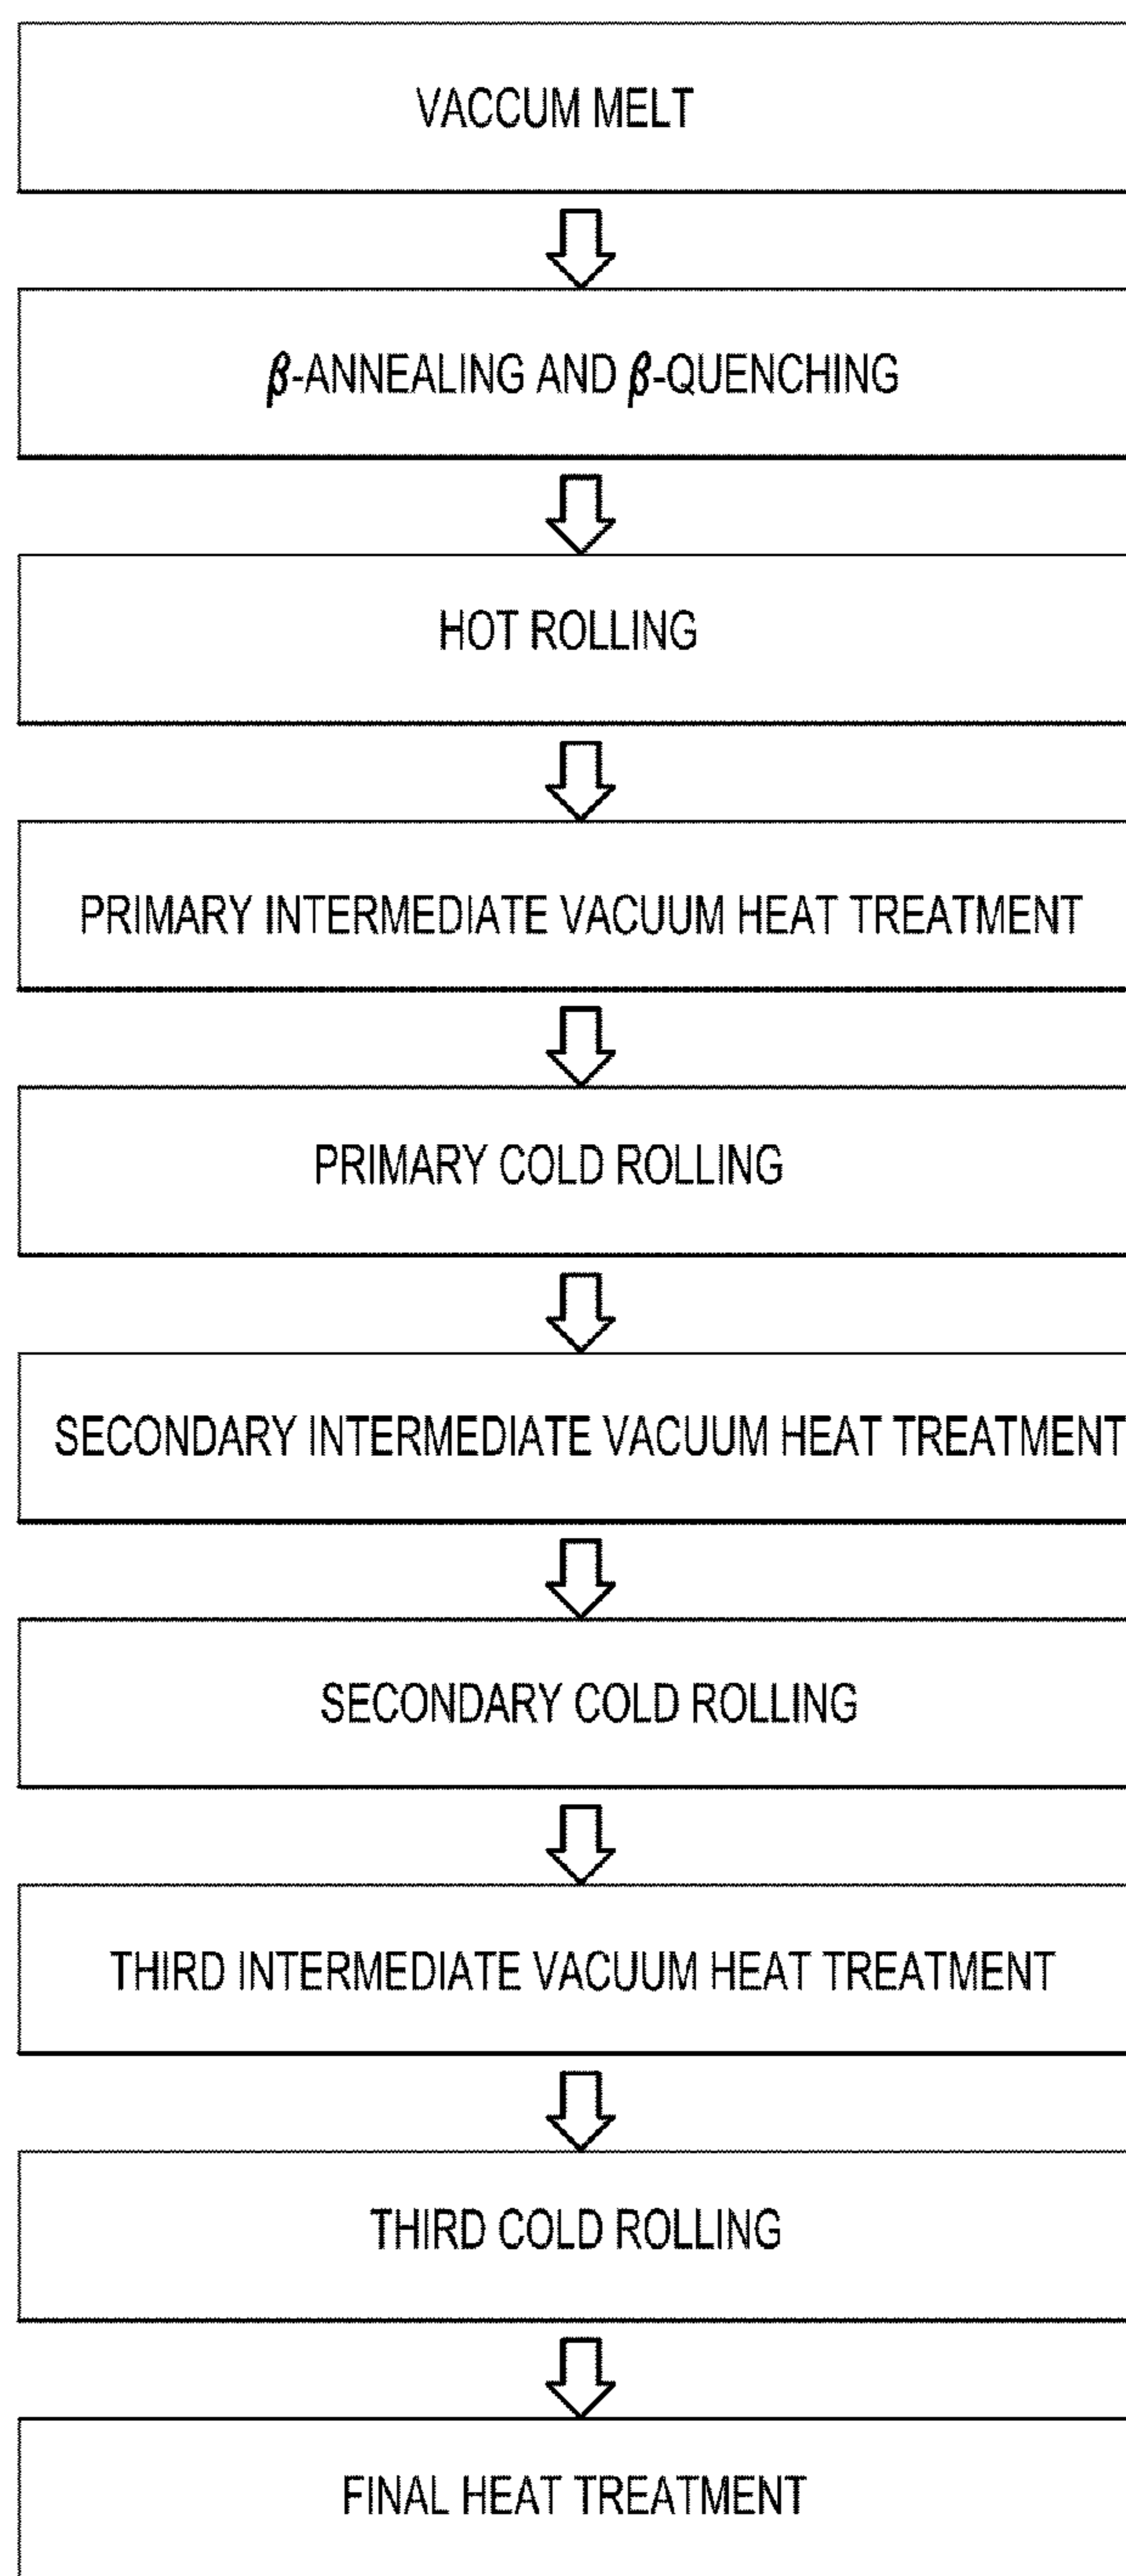 VACCUM MELT
β-ANNEALING AND β-QUENCHING
HOT ROLLING
PRIMARY INTERMEDIATE VACUUM HEAT TREATMENT
PRIMARY COLD ROLLING
SECONDARY INTERMEDIATE VACUUM HEAT TREATMENT
SECONDARY COLD ROLLING
THIRD INTERMEDIATE VACUUM HEAT TREATMENT
THIRD COLD ROLLING
FINAL HEAT TREATMENT